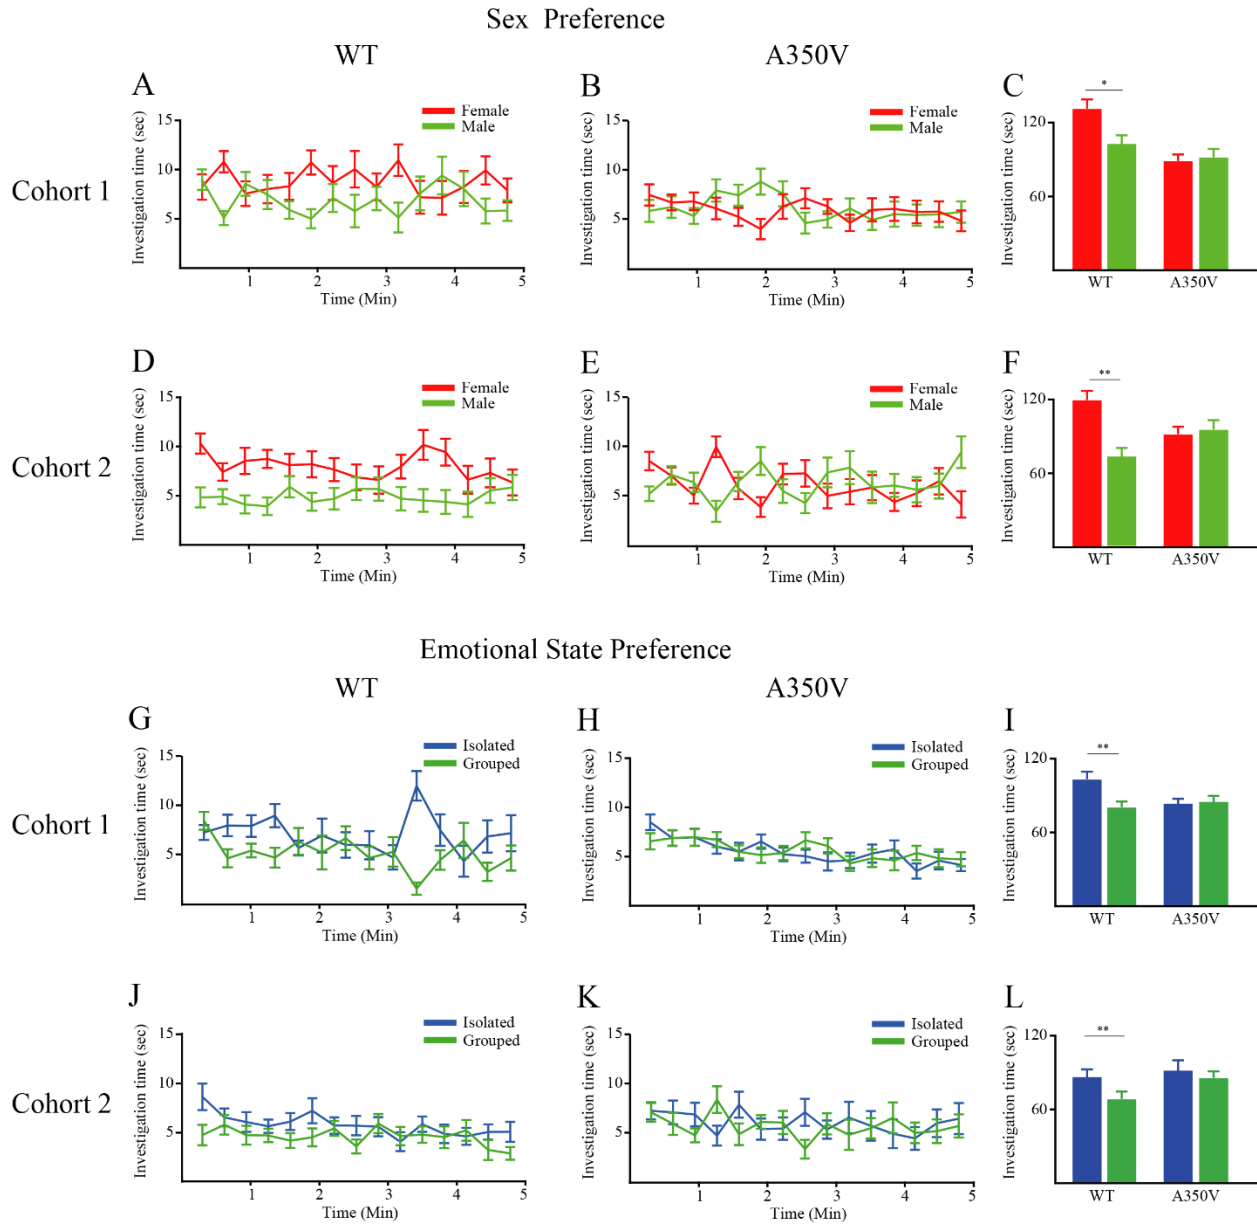 Sex Preference
WT
A350V
A
B
C
Female
Male
Female
Male
*
Cohort 1
Investigation time (sec)
15
10
5
1 2 3 4 5
Time (Min)
Investigation time (sec)
15
10
5
1 2 3 4 5
Time (Min)
Investigation time (sec)
120
60
WT A350V
D
E
F
Female
Male
Female
Male
**
Cohort 2
Investigation time (sec)
15
10
5
1 2 3 4 5
Time (Min)
Investigation time (sec)
15
10
5
1 2 3 4 5
Time (Min)
Investigation time (sec)
120
60
WT A350V
Emotional State Preference
WT
A350V
G
H
I
Isolated
Grouped
Isolated
Grouped
**
Cohort 1
Investigation time (sec)
15
10
5
1 2 3 4 5
Time (Min)
Investigation time (sec)
15
10
5
1 2 3 4 5
Time (Min)
Investigation time (sec)
120
60
WT A350V
J
K
L
Isolated
Grouped
Isolated
Grouped
**
Cohort 2
Investigation time (sec)
15
10
5
1 2 3 4 5
Time (Min)
Investigation time (sec)
15
10
5
1 2 3 4 5
Time (Min)
Investigation time (sec)
120
60
WT A350V